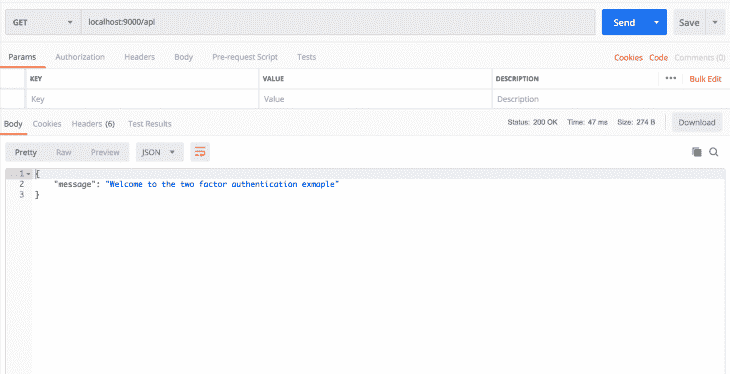 GET localhost:9000/api Send Save
Params Authorization Headers Body Pre-request Script Tests Cookies Code Comments (0)
KEY VALUE DESCRIPTION ••• Bulk Edit
Key Value Description
Body Cookies Headers (6) Test Results Status: 200 OK Time: 47 ms Size: 274 B Download
Pretty Raw Preview JSON
1 {
2 "message": "Welcome to the two factor authentication exmaple"
3 }